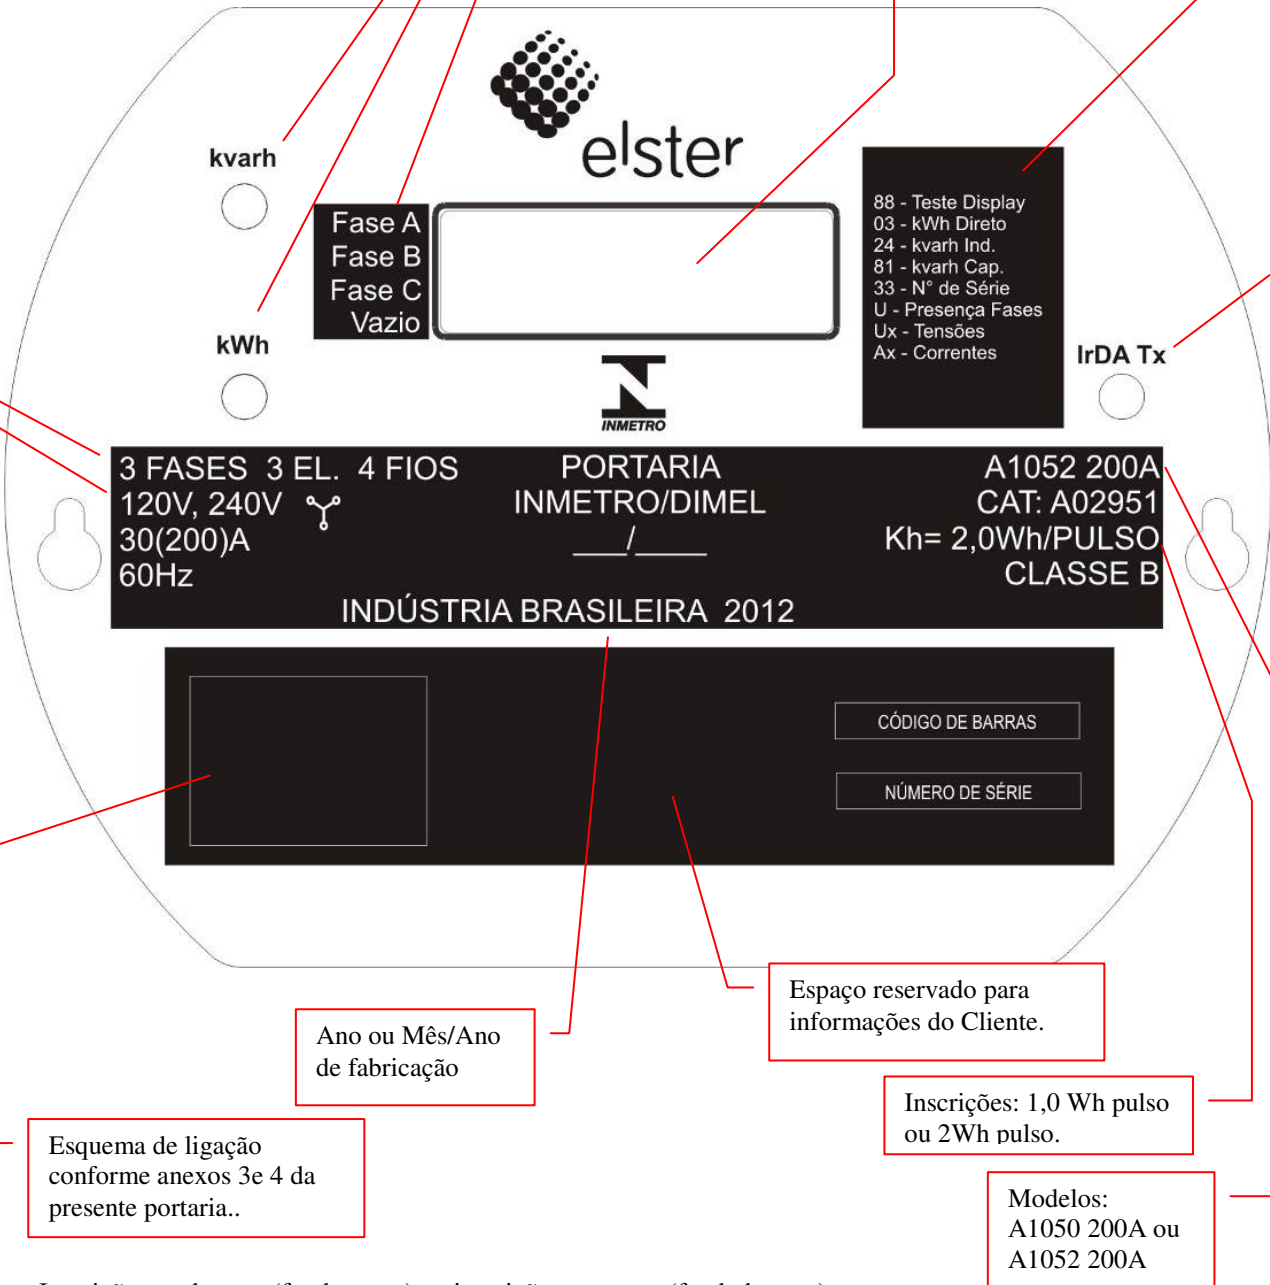 elster
kvarh
Fase A
Fase B
Fase C
Vazio
kWh
88 - Teste Display
03 - kWh Direto
24 - kvarh Ind.
81 - kvarh Cap.
33 - N° de Série
U - Presença Fases
Ux - Tensões
Ax - Correntes
IrDA Tx
INMETRO
3 FASES 3 EL. 4 FIOS
120V, 240V
30(200)A
60Hz
PORTARIA
INMETRO/DIMEL
___/____
A1052 200A
CAT: A02951
Kh= 2,0Wh/PULSO
CLASSE B
INDÚSTRIA BRASILEIRA 2012
CÓDIGO DE BARRAS
NÚMERO DE SÉRIE
Espaço reservado para
informações do Cliente.
Ano ou Mês/Ano
de fabricação
Inscrições: 1,0 Wh pulso
ou 2Wh pulso.
Esquema de ligação
conforme anexos 3e 4 da
presente portaria..
Modelos:
A1050 200A ou
A1052 200A